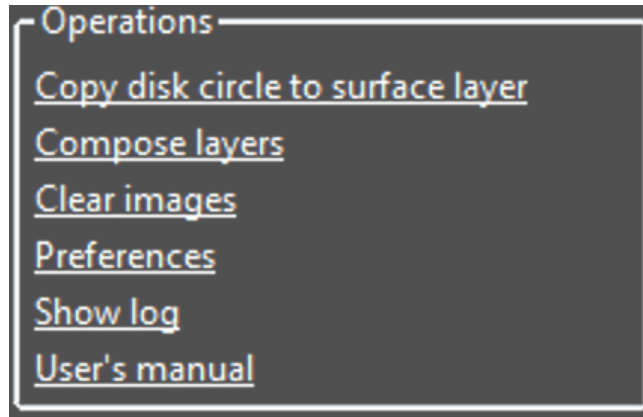 Operations
Copy disk circle to surface layer
Compose layers
Clear images
Preferences
Show log
User's manual